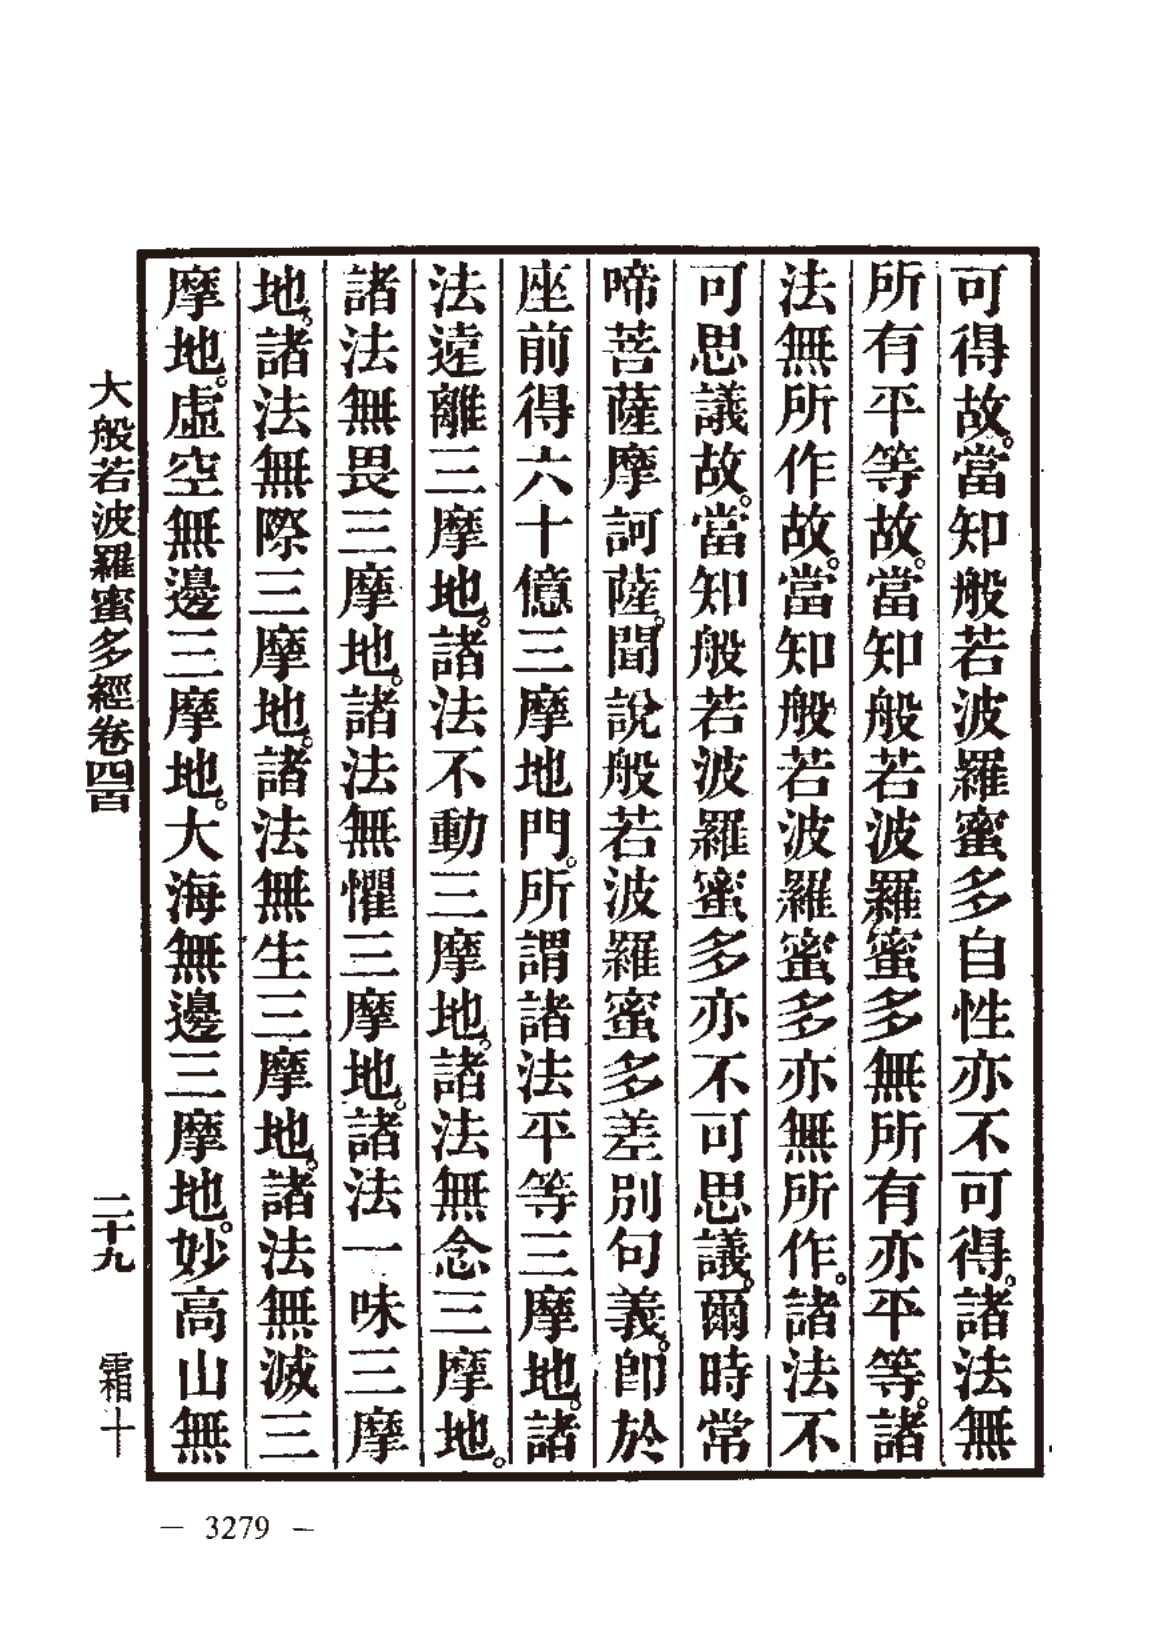 可得故。當知般若波羅蜜多自性亦不可得。諸法無
所有平等故。當知般若波羅蜜多無所有亦平等。諸
法無所作故。當知般若波羅蜜多亦無所作。諸法不
可思議故。當知般若波羅蜜多亦不可思議。爾時常
啼菩薩摩訶薩。聞說般若波羅蜜多差別句義。卽於
座前得六十億三摩地門。所謂諸法平等三摩地。諸
法遠離三摩地。諸法不動三摩地。諸法無念三摩地。
諸法無畏三摩地。諸法無懼三摩地。諸法一味三摩
地。諸法無際三摩地。諸法無生三摩地。諸法無滅三
摩地。虛空無邊三摩地。大海無邊三摩地。妙高山無
大般若波羅蜜多經卷四百 二十九 霜十
— 3279 —